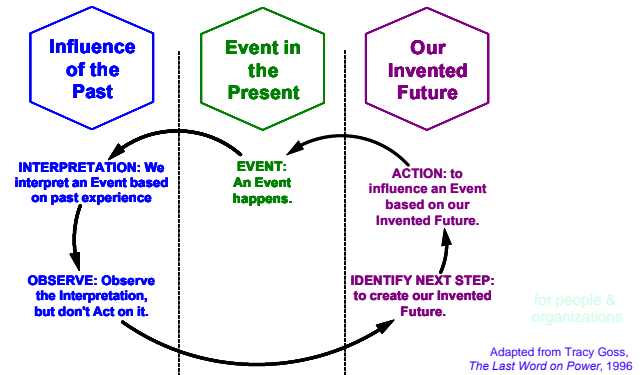 Influence
of the
Past
Event in
the
Present
Our
Invented
Future
INTERPRETATION: We
interpret an Event based
on past experience
EVENT:
An Event
happens.
ACTION: to
influence an Event
based on our
Invented Future.
OBSERVE: Observe
the Interpretation,
but don't Act on it.
IDENTIFY NEXT STEP:
to create our Invented
Future.
for people &
organizations
Adapted from Tracy Goss,
The Last Word on Power, 1996